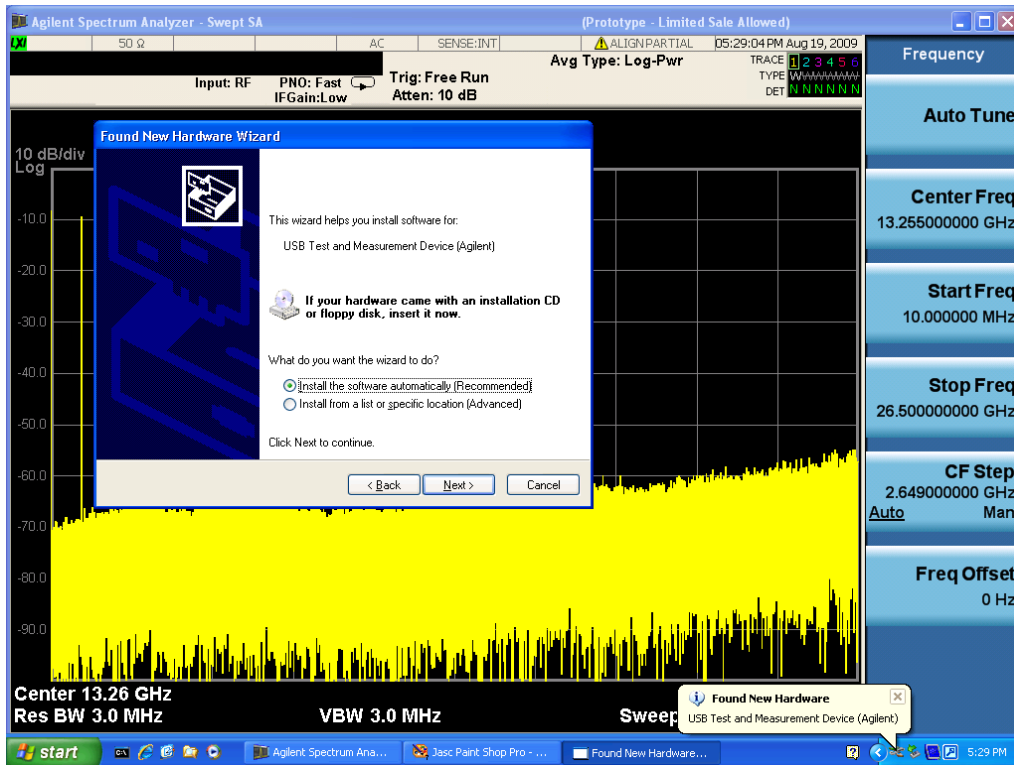 Agilent Spectrum Analyzer - Swept SA (Prototype - Limited Sale Allowed)
LXI 50 Ω AC SENSE:INT ALIGN PARTIAL 05:29:04 PM Aug 19, 2009
Input: RF PNO: Fast IFGain:Low Trig: Free Run Atten: 10 dB Avg Type: Log-Pwr
TRACE 1 2 3 4 5 6
TYPE WWWWWWW
DET N N N N N N
10 dB/div
Log
-10.0
-20.0
-30.0
-40.0
-50.0
-60.0
-70.0
-80.0
-90.0
Found New Hardware Wizard
This wizard helps you install software for:
USB Test and Measurement Device (Agilent)
If your hardware came with an installation CD
or floppy disk, insert it now.
What do you want the wizard to do?
Install the software automatically (Recommended)
Install from a list or specific location (Advanced)
Click Next to continue.
< Back Next > Cancel
Center 13.26 GHz
Res BW 3.0 MHz VBW 3.0 MHz Sweep
Found New Hardware
USB Test and Measurement Device (Agilent)
Frequency
Auto Tune
Center Freq
13.255000000 GHz
Start Freq
10.000000 MHz
Stop Freq
26.500000000 GHz
CF Step
2.649000000 GHz
Auto Man
Freq Offset
0 Hz
start Agilent Spectrum Ana... Jasc Paint Shop Pro - ... Found New Hardware... 5:29 PM